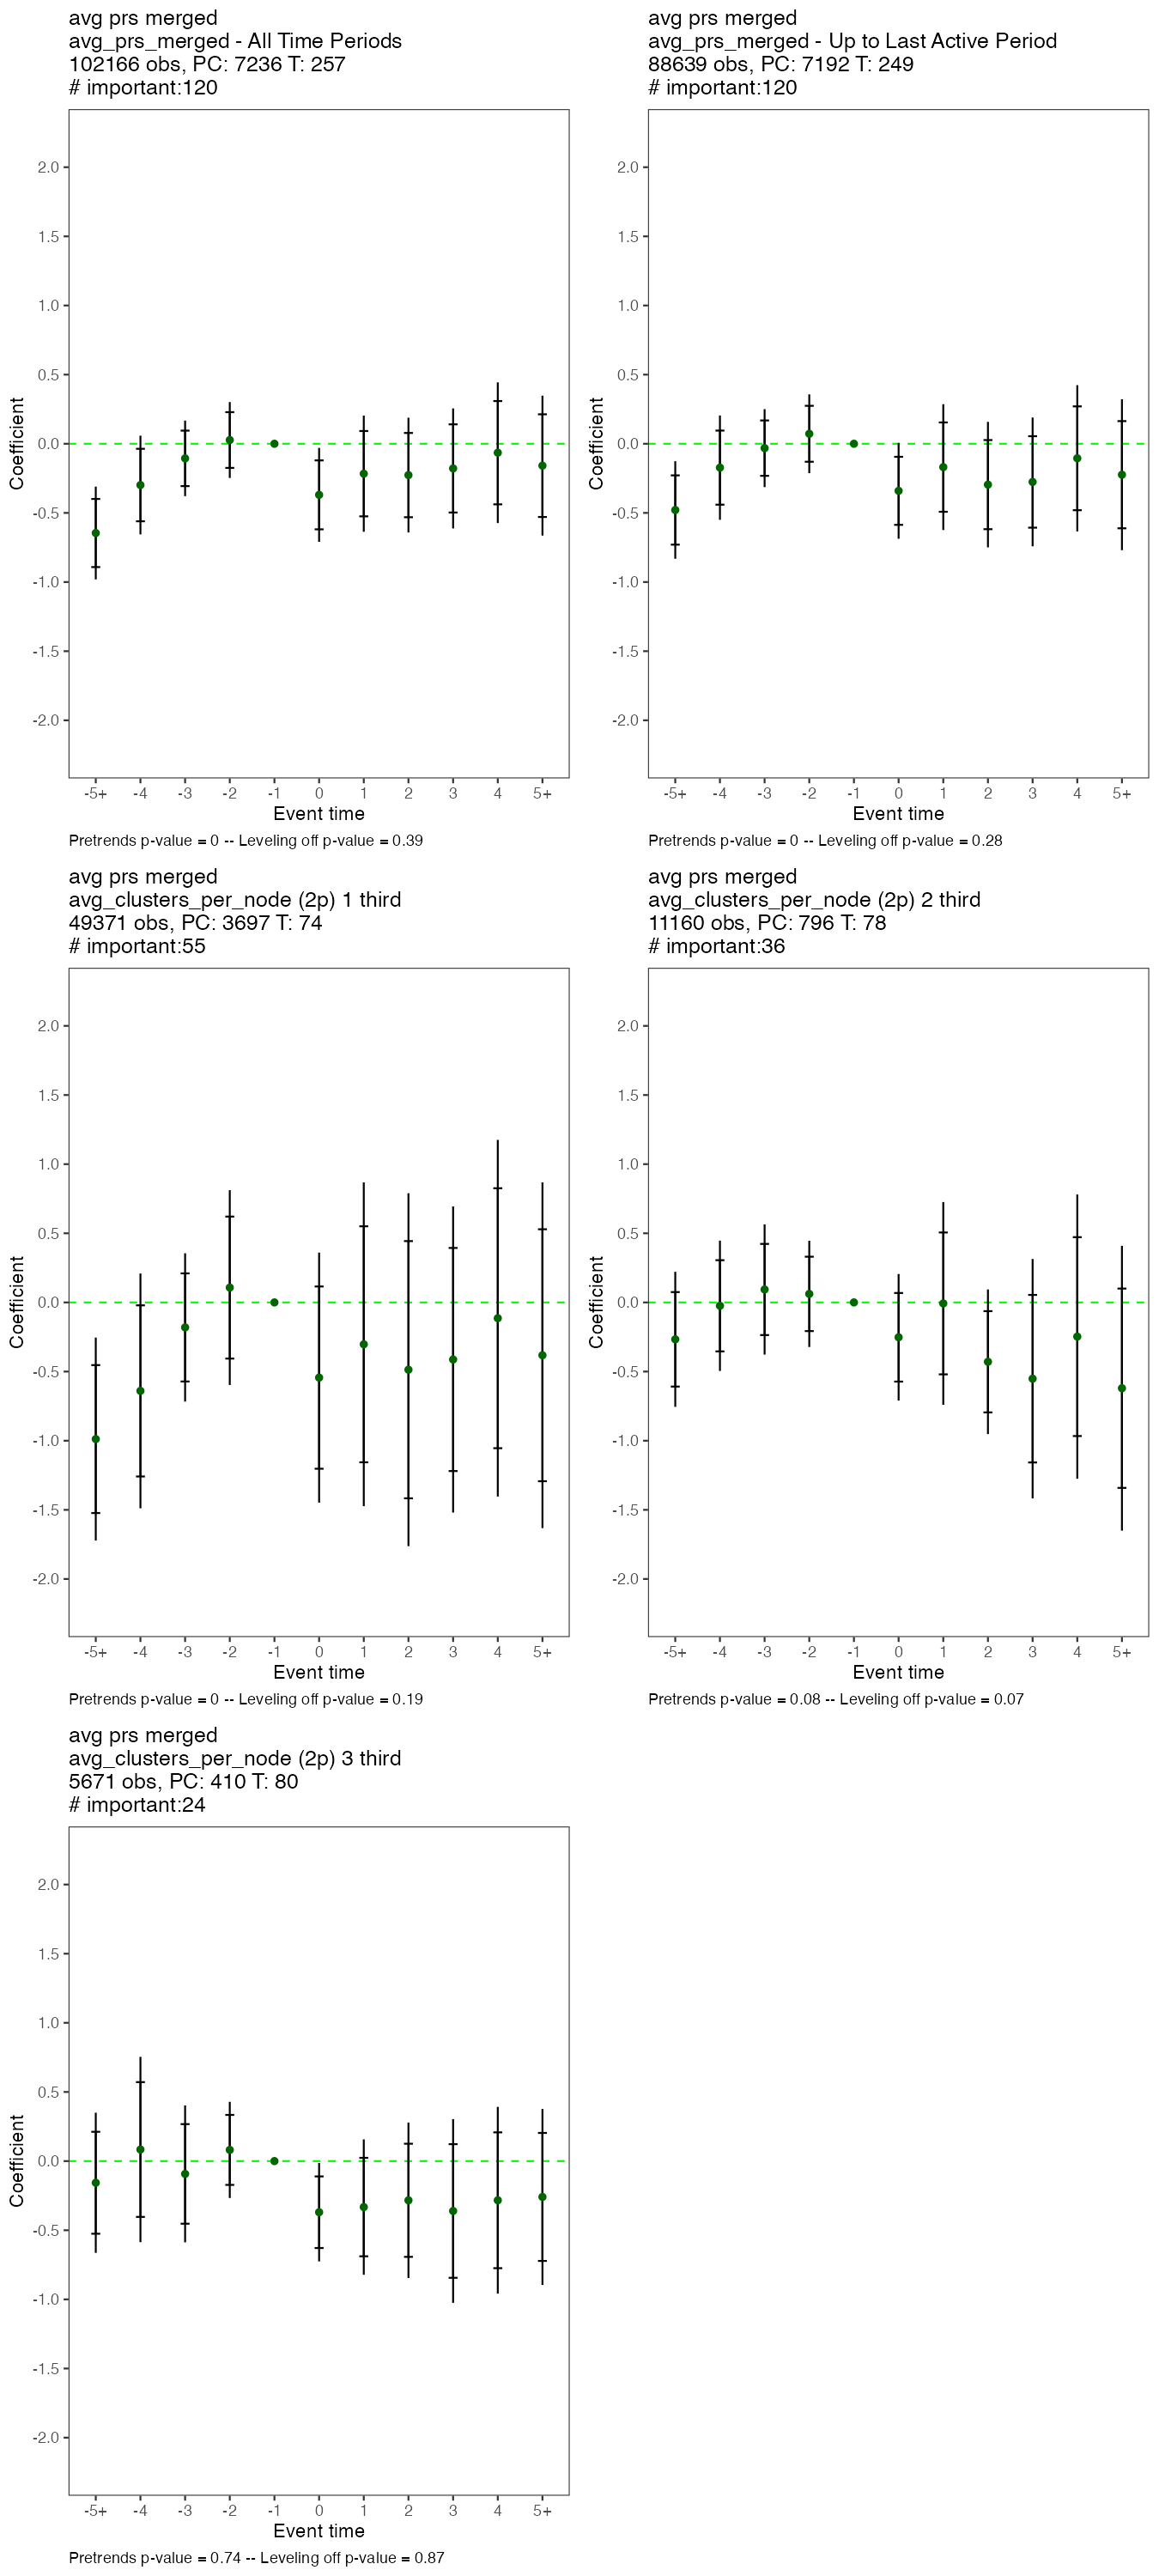 avg prs merged
avg_prs_merged - All Time Periods
102166 obs, PC: 7236 T: 257
# important:120
2.0
1.5
1.0
0.5
0.0
-0.5
-1.0
-1.5
-2.0
Coefficient
-5+ -4 -3 -2 -1 0 1 2 3 4 5+
Event time
Pretrends p-value = 0 -- Leveling off p-value = 0.39
avg prs merged
avg_prs_merged - Up to Last Active Period
88639 obs, PC: 7192 T: 249
# important:120
2.0
1.5
1.0
0.5
0.0
-0.5
-1.0
-1.5
-2.0
Coefficient
-5+ -4 -3 -2 -1 0 1 2 3 4 5+
Event time
Pretrends p-value = 0 -- Leveling off p-value = 0.28
avg prs merged
avg_clusters_per_node (2p) 1 third
49371 obs, PC: 3697 T: 74
# important:55
2.0
1.5
1.0
0.5
0.0
-0.5
-1.0
-1.5
-2.0
Coefficient
-5+ -4 -3 -2 -1 0 1 2 3 4 5+
Event time
Pretrends p-value = 0 -- Leveling off p-value = 0.19
avg prs merged
avg_clusters_per_node (2p) 2 third
11160 obs, PC: 796 T: 78
# important:36
2.0
1.5
1.0
0.5
0.0
-0.5
-1.0
-1.5
-2.0
Coefficient
-5+ -4 -3 -2 -1 0 1 2 3 4 5+
Event time
Pretrends p-value = 0.08 -- Leveling off p-value = 0.07
avg prs merged
avg_clusters_per_node (2p) 3 third
5671 obs, PC: 410 T: 80
# important:24
2.0
1.5
1.0
0.5
0.0
-0.5
-1.0
-1.5
-2.0
Coefficient
-5+ -4 -3 -2 -1 0 1 2 3 4 5+
Event time
Pretrends p-value = 0.74 -- Leveling off p-value = 0.87